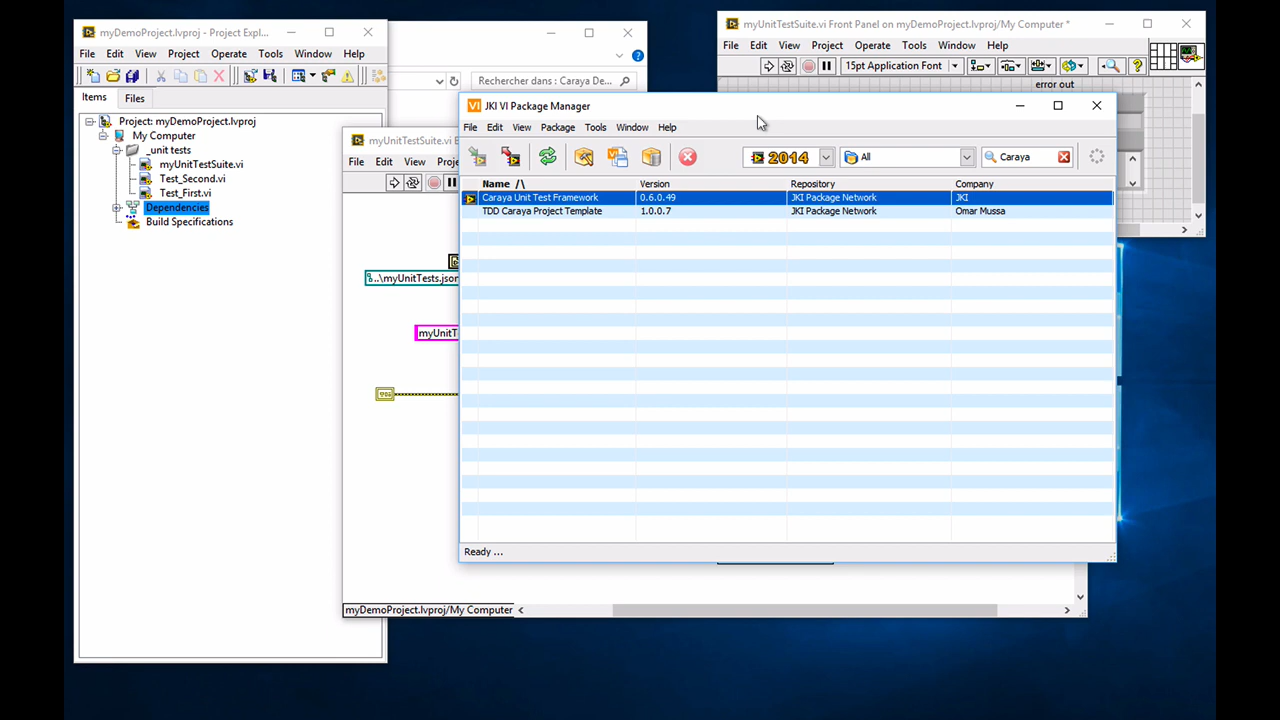 myDemoProject.lvproj - Project Expl...
File Edit View Project Operate Tools Window Help
Items Files
Project: myDemoProject.lvproj
My Computer
_unit tests
myUnitTestSuite.vi
Test_Second.vi
Test_First.vi
Dependencies
Build Specifications
Rechercher dans : Caraya De...
myUnitTestSuite.vi Front Panel on myDemoProject.lvproj/My Computer *
File Edit View Project Operate Tools Window Help
15pt Application Font
error out
myUnitTestSuite.vi B
File Edit View Proje
..\myUnitTests.json
myUnitT
myDemoProject.lvproj/My Computer
JKI VI Package Manager
File Edit View Package Tools Window Help
2014 All Caraya
Name /\ Version Repository Company
Caraya Unit Test Framework 0.6.0.49 JKI Package Network JKI
TDD Caraya Project Template 1.0.0.7 JKI Package Network Omar Mussa
Ready ...